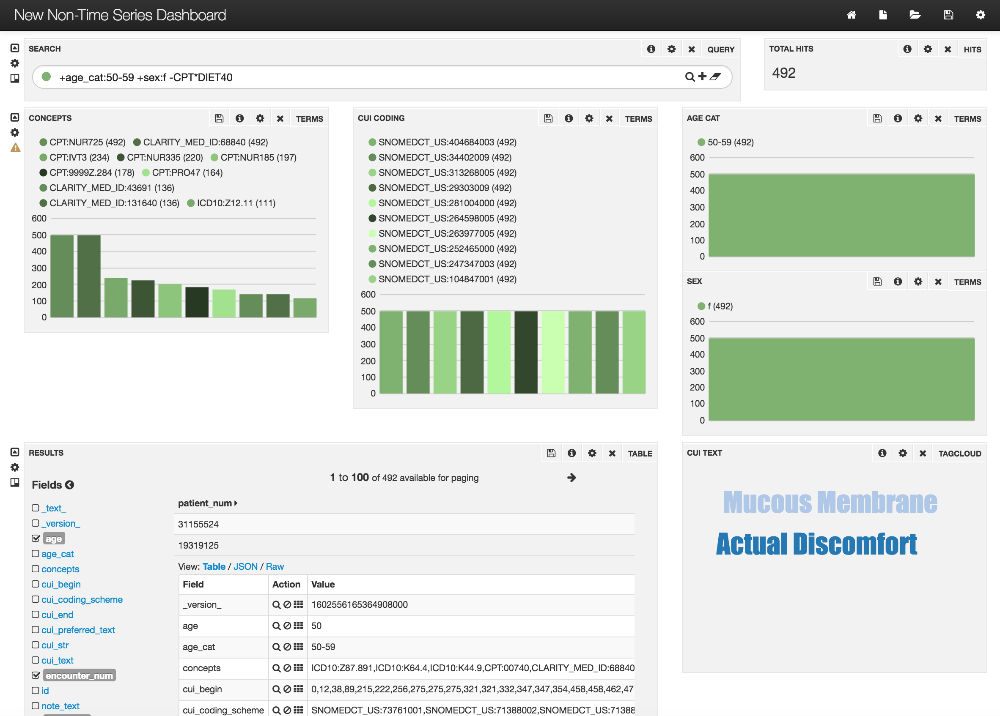 New Non-Time Series Dashboard
SEARCH
QUERY
+age_cat:50-59 +sex:f -CPT*DIET40
TOTAL HITS
HITS
492
CONCEPTS
TERMS
CPT:NUR725 (492) CLARITY_MED_ID:68840 (492)
CPT:IVT3 (234) CPT:NUR335 (220) CPT:NUR185 (197)
CPT:9999Z.284 (178) CPT:PRO47 (164)
CLARITY_MED_ID:43691 (136)
CLARITY_MED_ID:131640 (136) ICD10:Z12.11 (111)
600
500
400
300
200
100
0
CUI CODING
TERMS
SNOMEDCT_US:404684003 (492)
SNOMEDCT_US:34402009 (492)
SNOMEDCT_US:313268005 (492)
SNOMEDCT_US:29303009 (492)
SNOMEDCT_US:281004000 (492)
SNOMEDCT_US:264598005 (492)
SNOMEDCT_US:263977005 (492)
SNOMEDCT_US:252465000 (492)
SNOMEDCT_US:247347003 (492)
SNOMEDCT_US:104847001 (492)
600
500
400
300
200
100
0
AGE CAT
TERMS
50-59 (492)
600
500
400
300
200
100
0
SEX
TERMS
f (492)
600
500
400
300
200
100
0
RESULTS
TABLE
Fields
_text_
_version_
age
age_cat
concepts
cui_begin
cui_coding_scheme
cui_end
cui_preferred_text
cui_str
cui_text
encounter_num
id
note_text
1 to 100 of 492 available for paging
patient_num
31155524
19319125
View: Table / JSON / Raw
Field Action Value
_version_ 1602556165364908000
age 50
age_cat 50-59
concepts ICD10:Z87.891,ICD10:K64.4,ICD10:K44.9,CPT:00740,CLARITY_MED_ID:68840
cui_begin 0,12,38,89,215,222,256,275,275,275,321,321,332,347,347,354,458,458,462,47
cui_coding_scheme SNOMEDCT_US:73761001,SNOMEDCT_US:71388002,SNOMEDCT_US:71388
CUI TEXT
TAGCLOUD
Mucous Membrane
Actual Discomfort